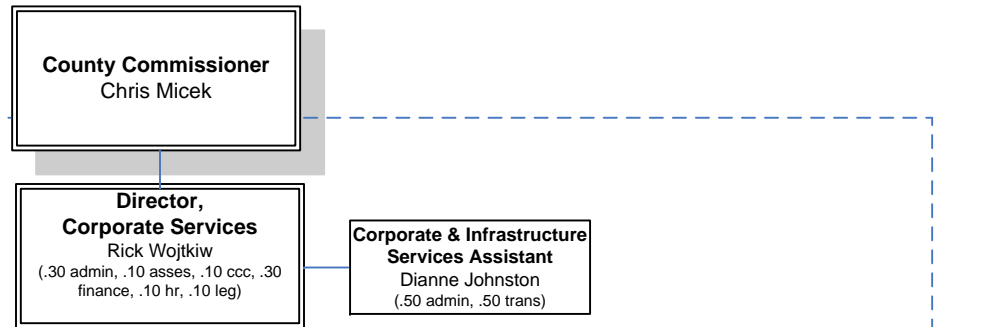 County Commissioner
Chris Micek
Director,
Corporate Services
Rick Wojtkiw
(.30 admin, .10 asses, .10 ccc, .30
finance, .10 hr, .10 leg)
Corporate & Infrastructure
Services Assistant
Dianne Johnston
(.50 admin, .50 trans)